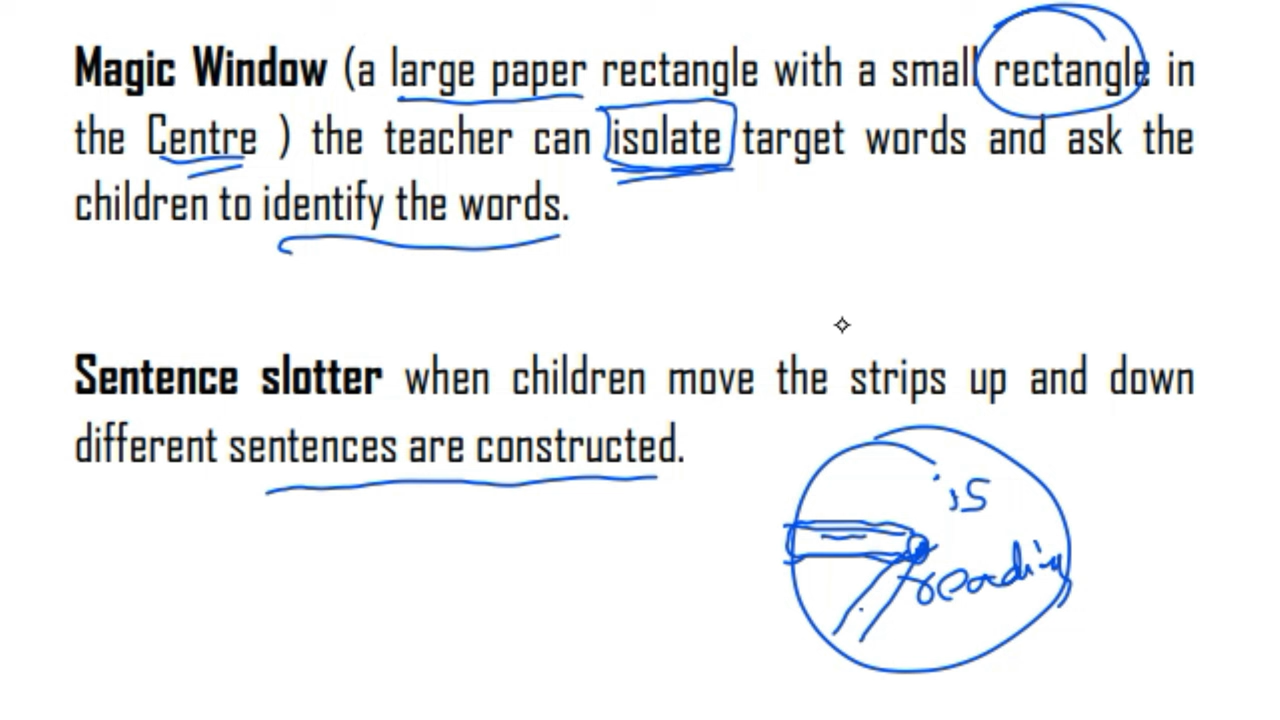 Magic Window (a large paper rectangle with a small rectangle in
the Centre ) the teacher can isolate target words and ask the
children to identify the words.
Sentence slotter when children move the strips up and down
different sentences are constructed.
is
reading